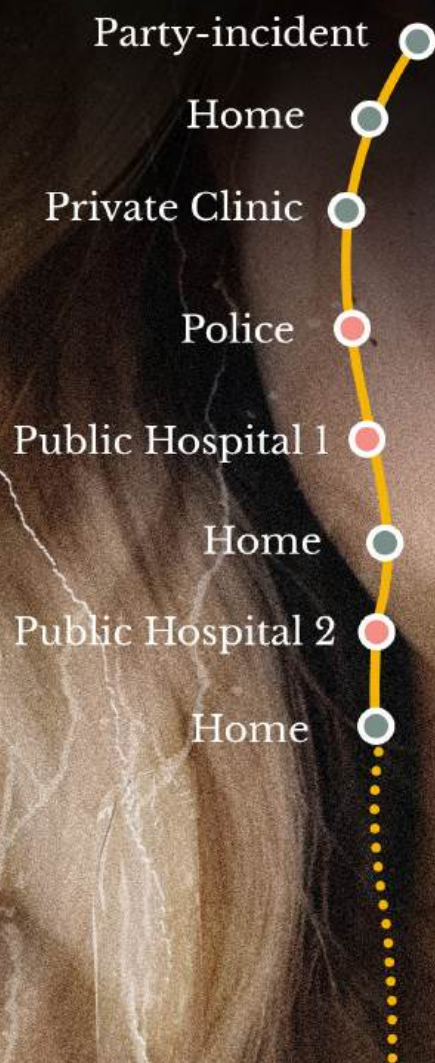 Party-incident
Home
Private Clinic
Police
Public Hospital 1
Home
Public Hospital 2
Home